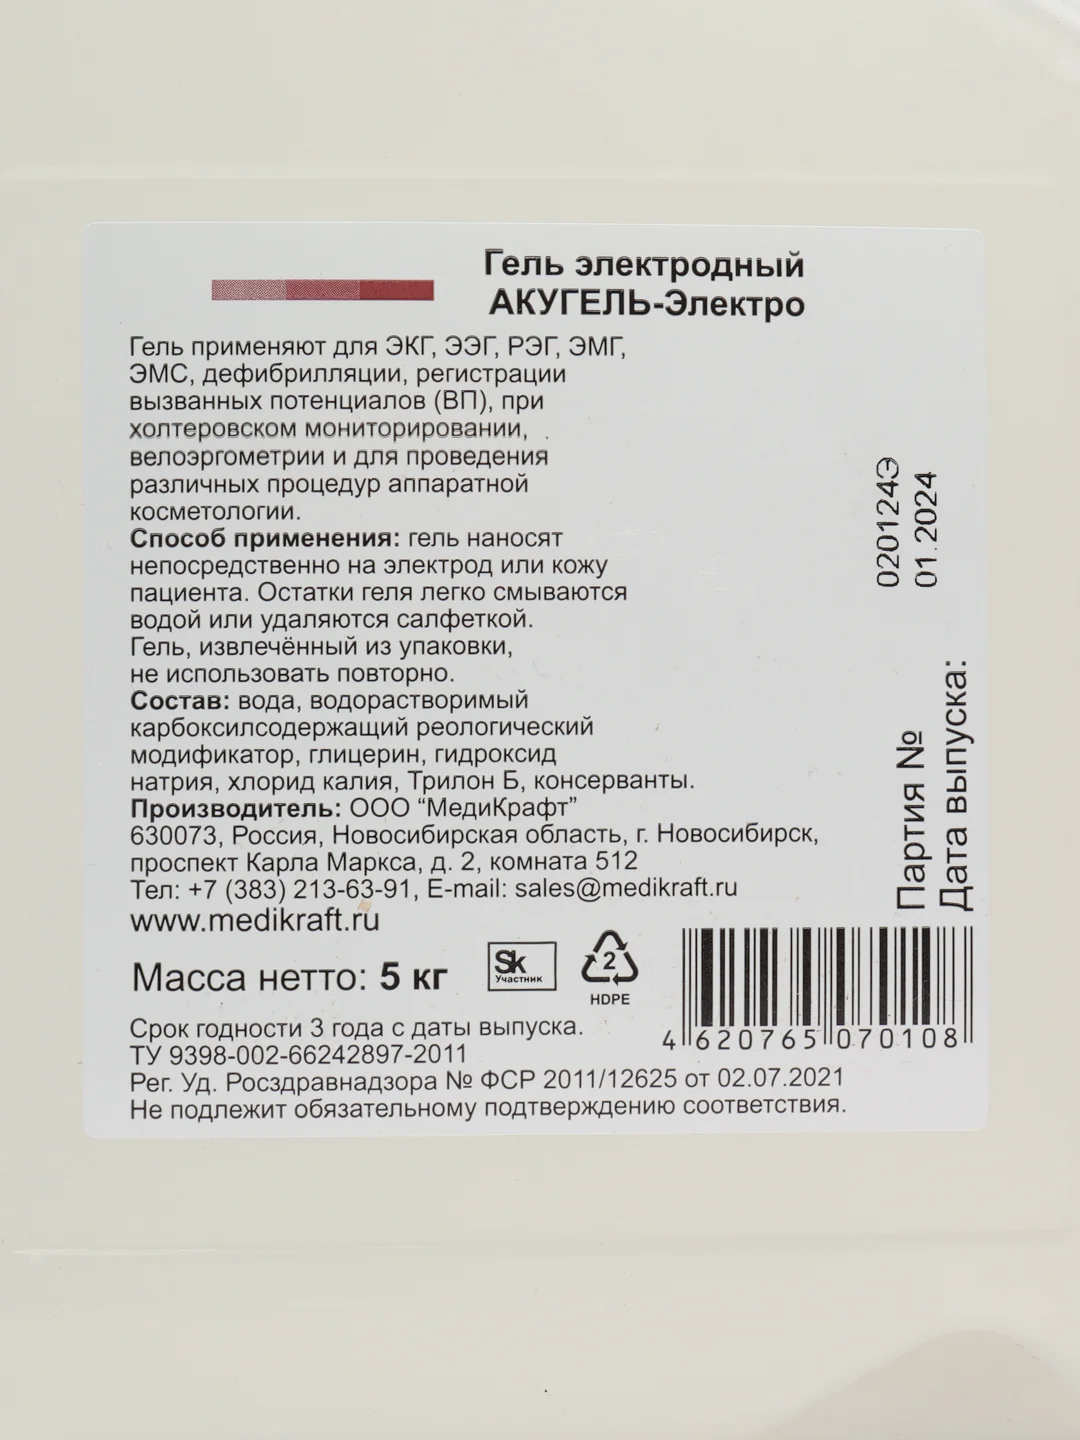 Гель электродный
АКУГЕЛЬ-Электро
Гель применяют для ЭКГ, ЭЭГ, РЭГ, ЭМГ,
ЭМС, дефибрилляции, регистрации
вызванных потенциалов (ВП), при
холтеровском мониторировании,
велоэргометрии и для проведения
различных процедур аппаратной
косметологии.
Способ применения: гель наносят
непосредственно на электрод или кожу
пациента. Остатки геля легко смываются
водой или удаляются салфеткой.
Гель, извлечённый из упаковки,
не использовать повторно.
Состав: вода, водорастворимый
карбоксилсодержащий реологический
модификатор, глицерин, гидроксид
натрия, хлорид калия, Трилон Б, консерванты.
Производитель: ООО “МедиКрафт”
630073, Россия, Новосибирская область, г. Новосибирск,
проспект Карла Маркса, д. 2, комната 512
Тел: +7 (383) 213-63-91, E-mail: sales@medikraft.ru
www.medikraft.ru
Масса нетто: 5 кг
Sk
Участник
2
HDPE
Срок годности 3 года с даты выпуска.
ТУ 9398-002-66242897-2011
Рег. Уд. Росздравнадзора № ФСР 2011/12625 от 02.07.2021
Не подлежит обязательному подтверждению соответствия.
Партия № 020124Э
Дата выпуска: 01.2024
4 620765 070108